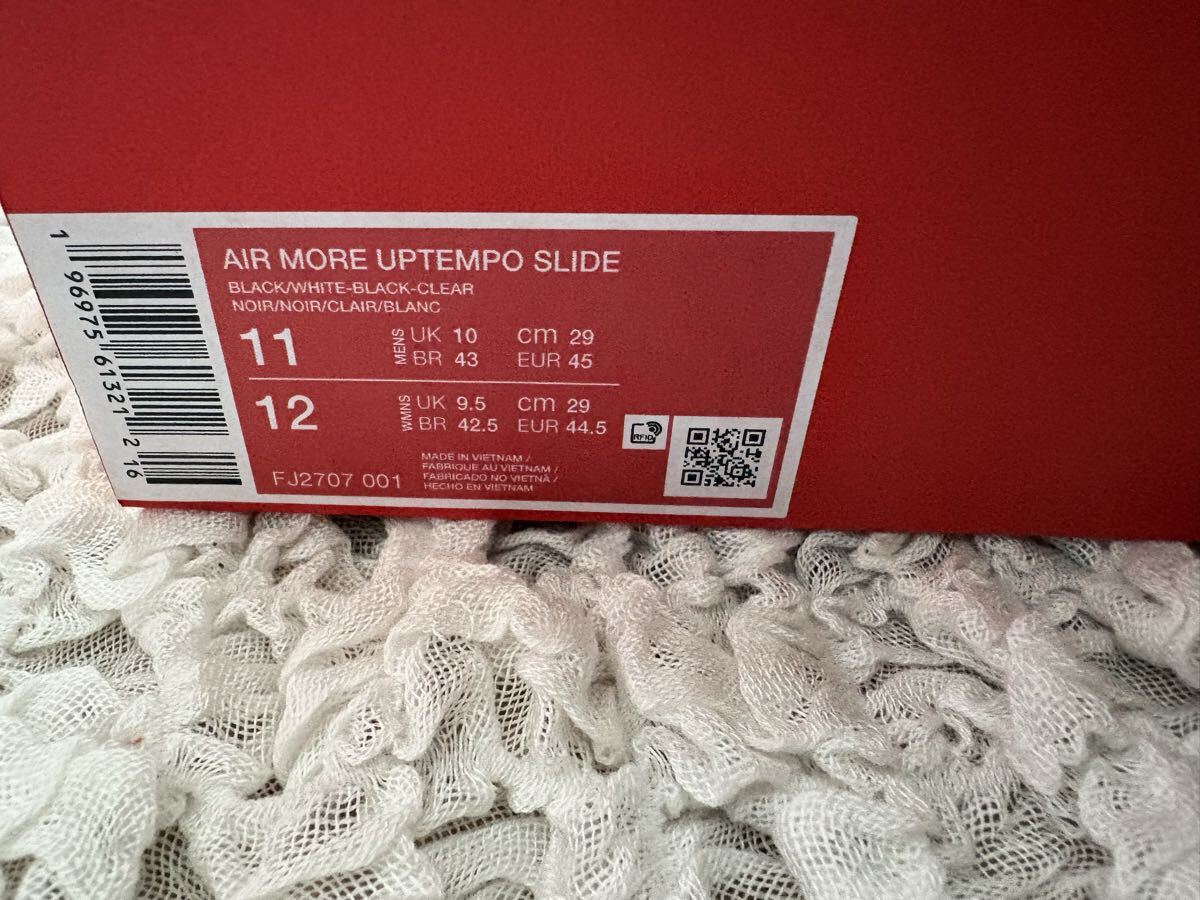 AIR MORE UPTEMPO SLIDE
BLACK/WHITE-BLACK-CLEAR
NOIR/NOIR/CLAIR/BLANC
11 MENS UK 10 cm 29
BR 43 EUR 45
12 WMNS UK 9.5 cm 29
BR 42.5 EUR 44.5
FJ2707 001
MADE IN VIETNAM /
FABRIQUE AU VIETNAM /
FABRICADO NO VIETNÃ /
HECHO EN VIETNAM
RFID
1 96975 61321 2 16